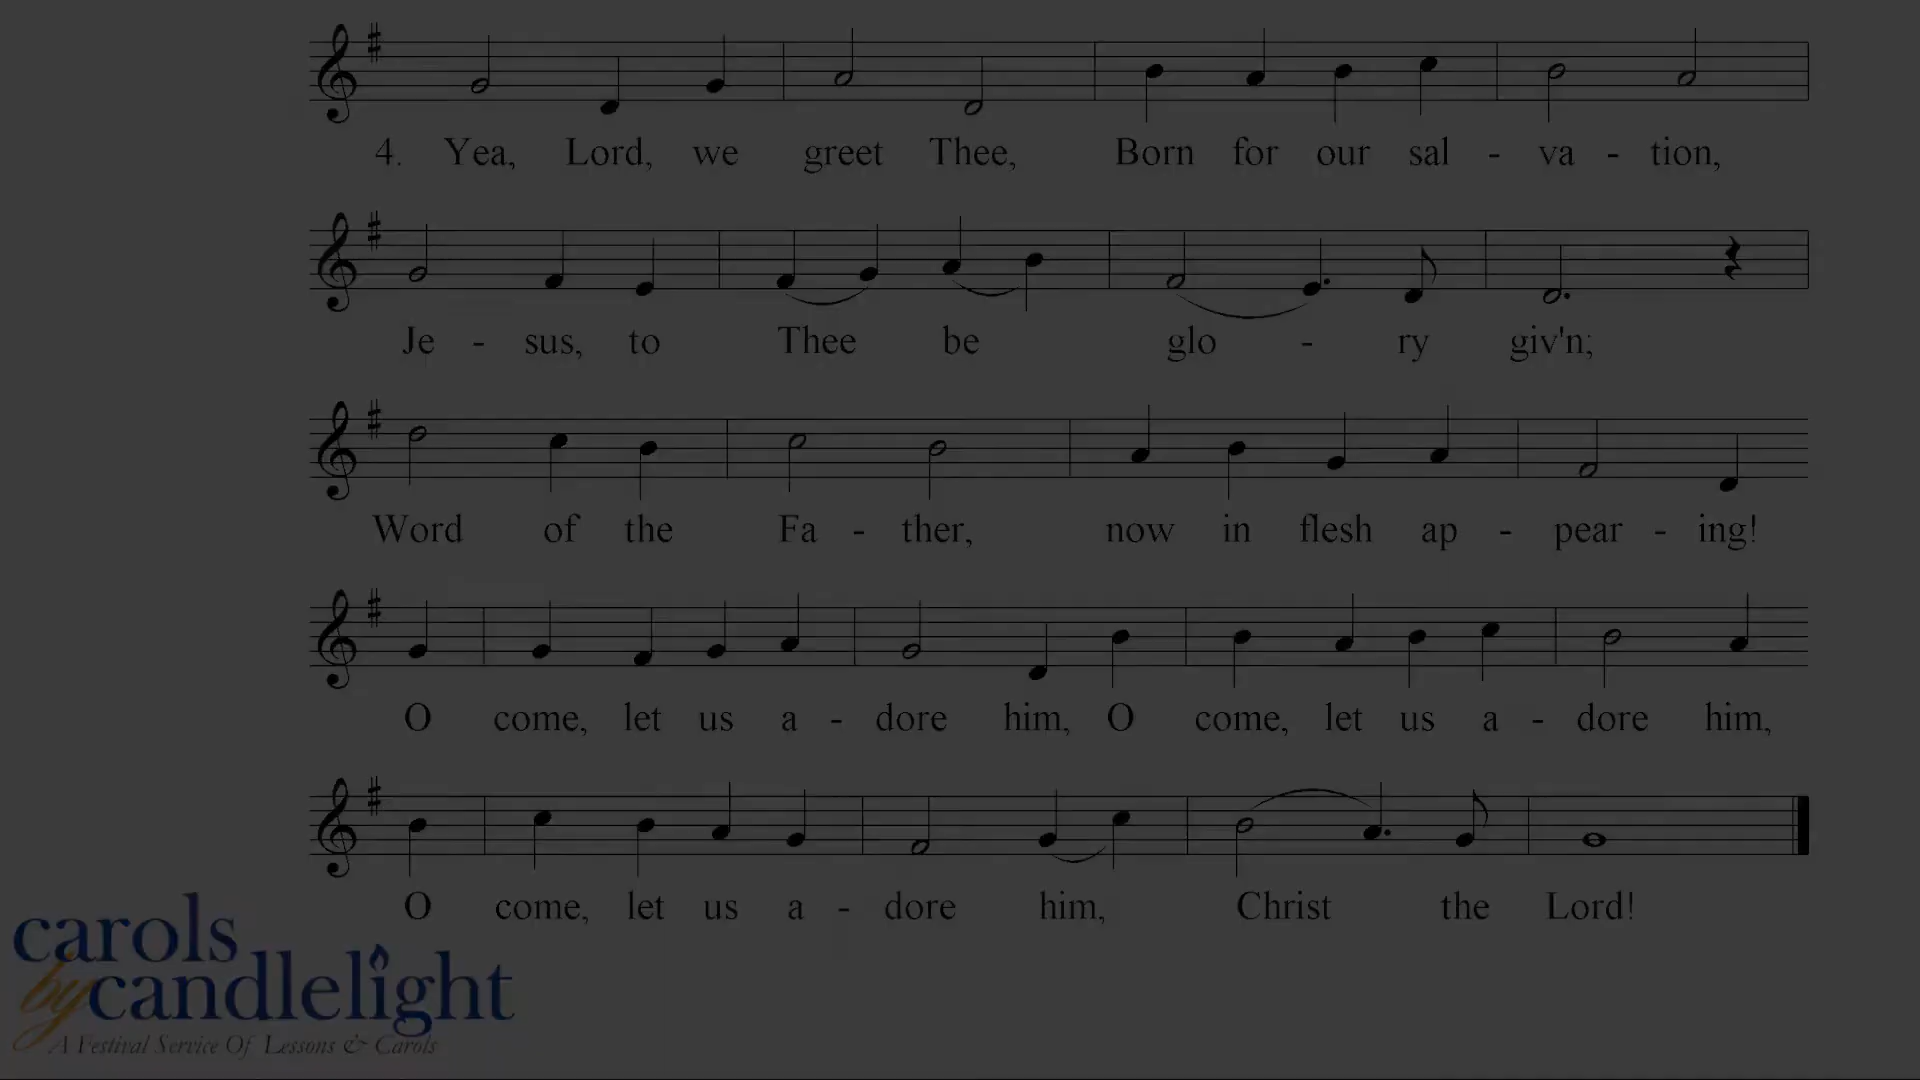 4. Yea, Lord, we greet Thee, Born for our sal - va - tion,
Je - sus, to Thee be glo - ry giv'n;
Word of the Fa - ther, now in flesh ap - pear - ing!
O come, let us a - dore him, O come, let us a - dore him,
O come, let us a - dore him, Christ the Lord!
carols
by candlelight
A Festival Service Of Lessons & Carols